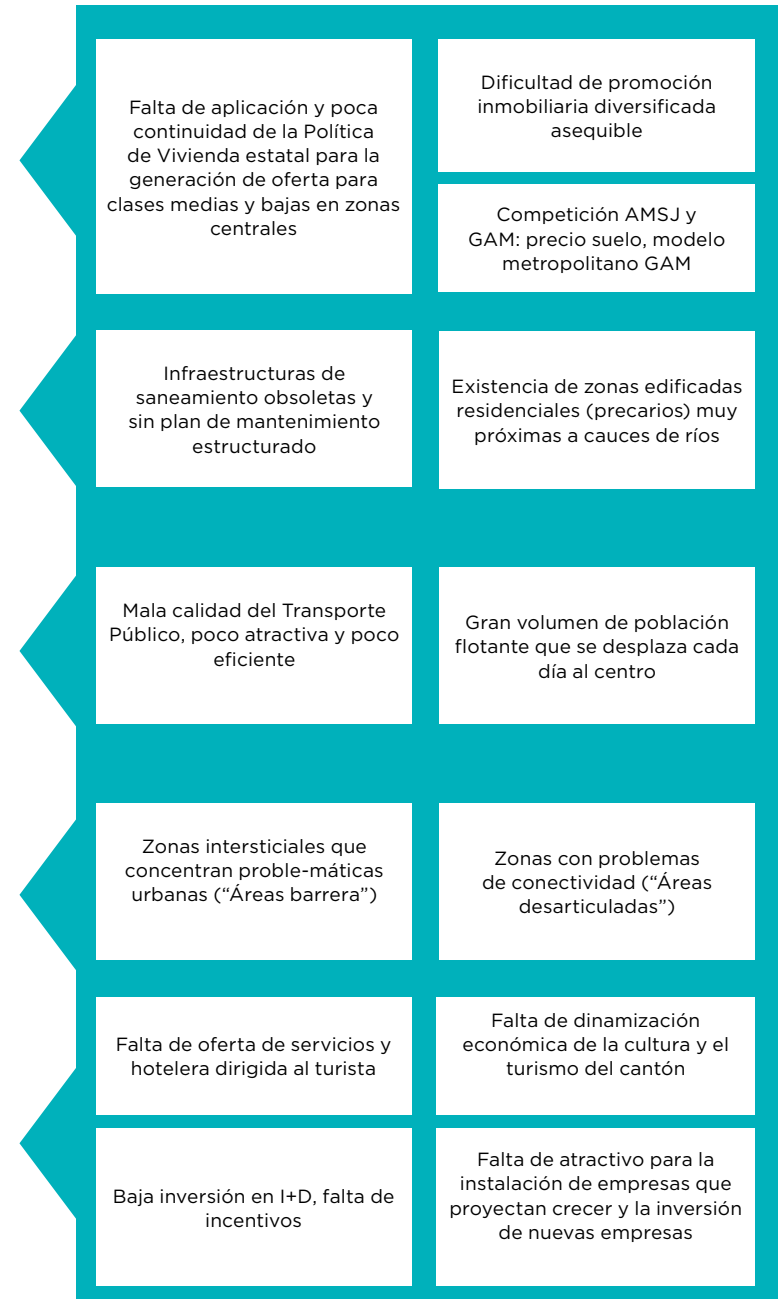 Falta de aplicación y poca
continuidad de la Política
de Vivienda estatal para la
generación de oferta para
clases medias y bajas en zonas
centrales
Dificultad de promoción
inmobiliaria diversificada
asequible
Competición AMSJ y
GAM: precio suelo, modelo
metropolitano GAM
Infraestructuras de
saneamiento obsoletas y
sin plan de mantenimiento
estructurado
Existencia de zonas edificadas
residenciales (precarios) muy
próximas a cauces de ríos
Mala calidad del Transporte
Público, poco atractiva y poco
eficiente
Gran volumen de población
flotante que se desplaza cada
día al centro
Zonas intersticiales que
concentran proble-máticas
urbanas (“Áreas barrera”)
Zonas con problemas
de conectividad (“Áreas
desarticuladas”)
Falta de oferta de servicios y
hotelera dirigida al turista
Falta de dinamización
económica de la cultura y el
turismo del cantón
Baja inversión en I+D, falta de
incentivos
Falta de atractivo para la
instalación de empresas que
proyectan crecer y la inversión
de nuevas empresas